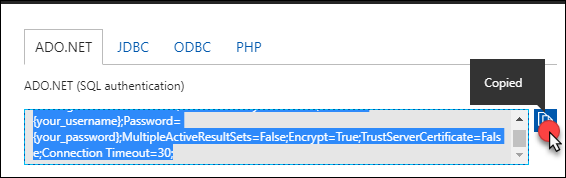 ADO.NET JDBC ODBC PHP
ADO.NET (SQL authentication)
Copied
{your_username};Password=
{your_password};MultipleActiveResultSets=False;Encrypt=True;TrustServerCertificate=Fals
e;Connection Timeout=30;